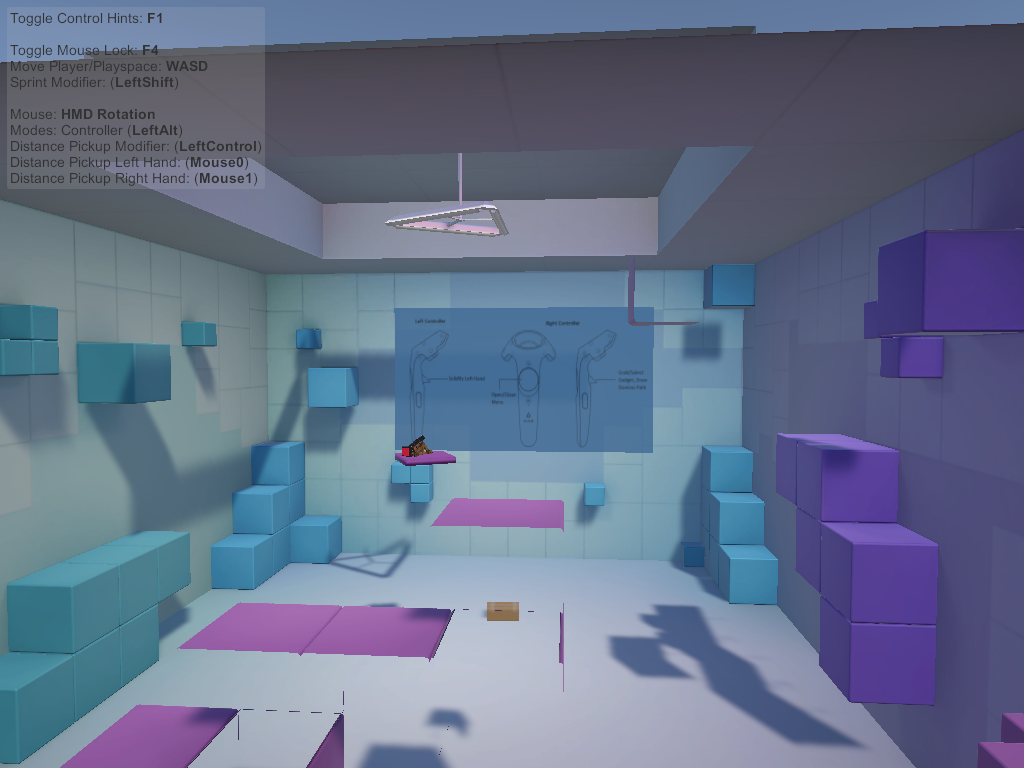 Toggle Control Hints: F1
Toggle Mouse Lock: F4
Move Player/Playspace: WASD
Sprint Modifier: (LeftShift)
Mouse: HMD Rotation
Modes: Controller (LeftAlt)
Distance Pickup Modifier: (LeftControl)
Distance Pickup Left Hand: (Mouse0)
Distance Pickup Right Hand: (Mouse1)
Left Controller
Right Controller
Menu